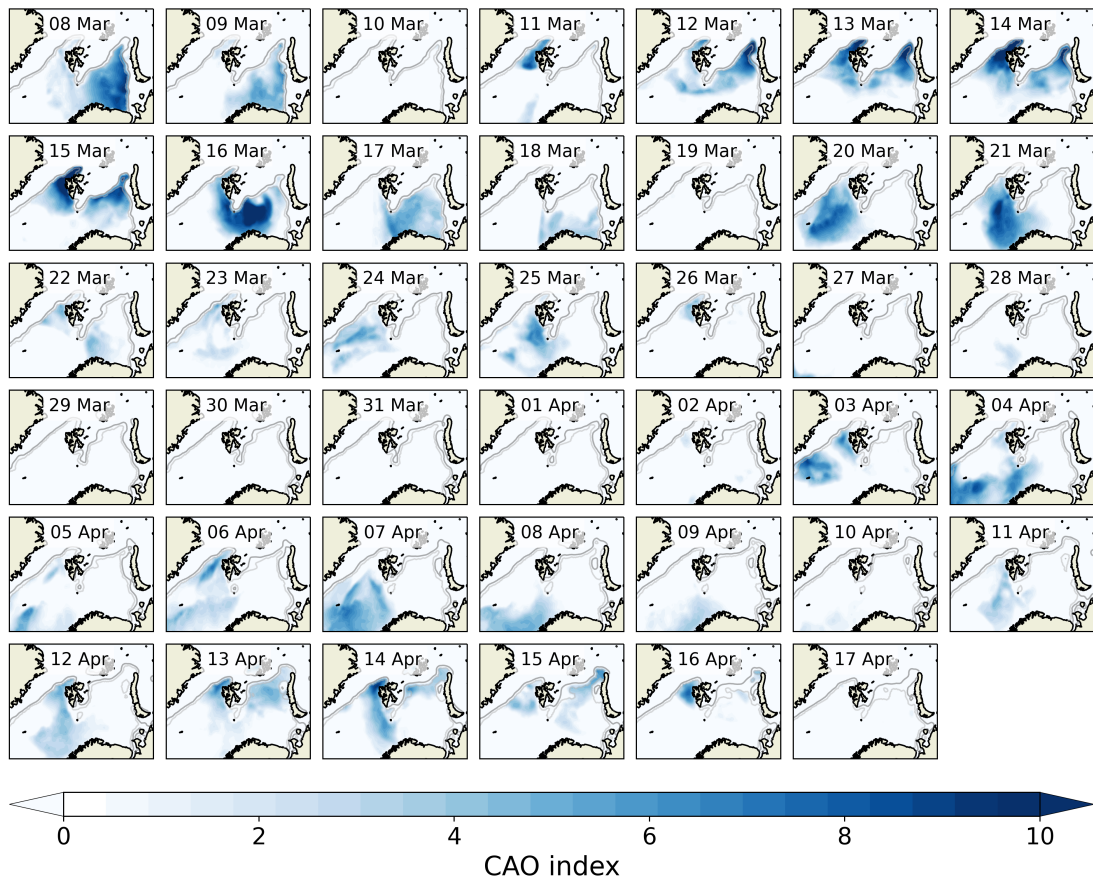 08 Mar 09 Mar 10 Mar 11 Mar 12 Mar 13 Mar 14 Mar
15 Mar 16 Mar 17 Mar 18 Mar 19 Mar 20 Mar 21 Mar
22 Mar 23 Mar 24 Mar 25 Mar 26 Mar 27 Mar 28 Mar
29 Mar 30 Mar 31 Mar 01 Apr 02 Apr 03 Apr 04 Apr
05 Apr 06 Apr 07 Apr 08 Apr 09 Apr 10 Apr 11 Apr
12 Apr 13 Apr 14 Apr 15 Apr 16 Apr 17 Apr
0 2 4 6 8 10
CAO index